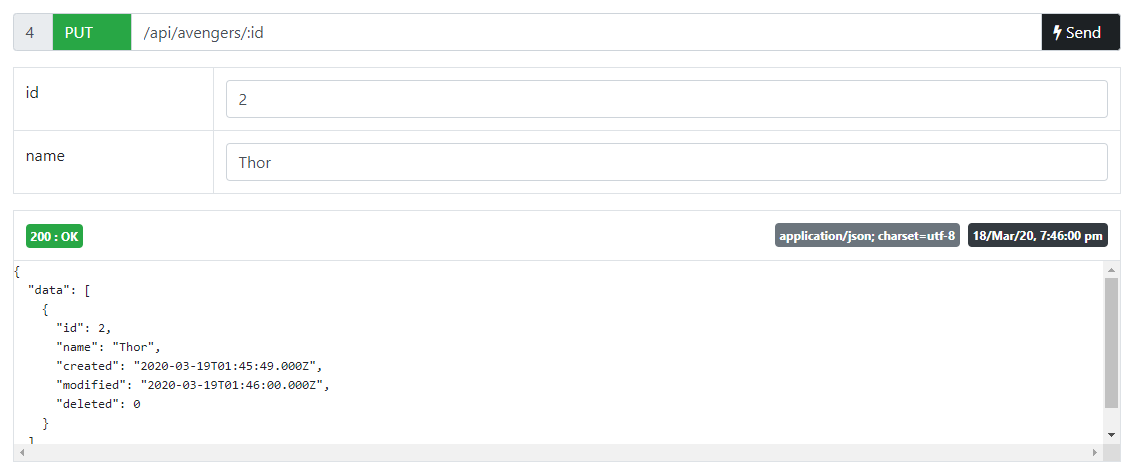 4 PUT /api/avengers/:id Send
id 2
name Thor
200 : OK application/json; charset=utf-8 18/Mar/20, 7:46:00 pm
{
  "data": [
    {
      "id": 2,
      "name": "Thor",
      "created": "2020-03-19T01:45:49.000Z",
      "modified": "2020-03-19T01:46:00.000Z",
      "deleted": 0
    }
  ]